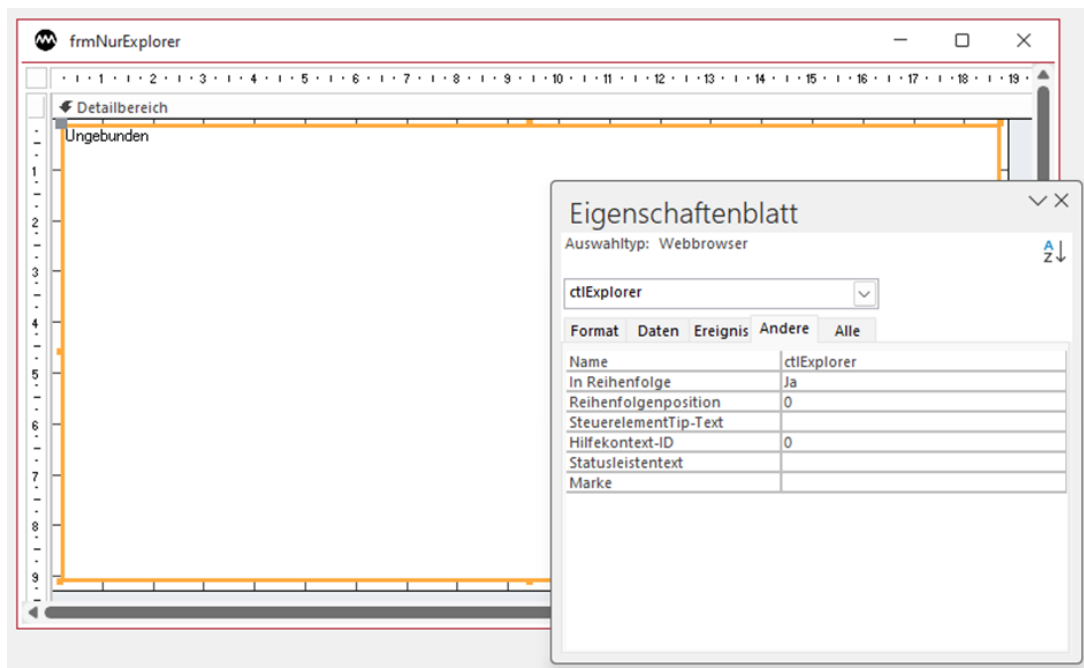 frmNurExplorer
1 2 3 4 5 6 7 8 9 10 11 12 13 14 15 16 17 18 19
Detailbereich
Ungebunden
1
2
3
4
5
6
7
8
9
Eigenschaftenblatt
Auswahltyp: Webbrowser
A
Z
ctlExplorer
Format Daten Ereignis Andere Alle
Name ctlExplorer
In Reihenfolge Ja
Reihenfolgenposition 0
SteuerelementTip-Text
Hilfekontext-ID 0
Statusleistentext
Marke